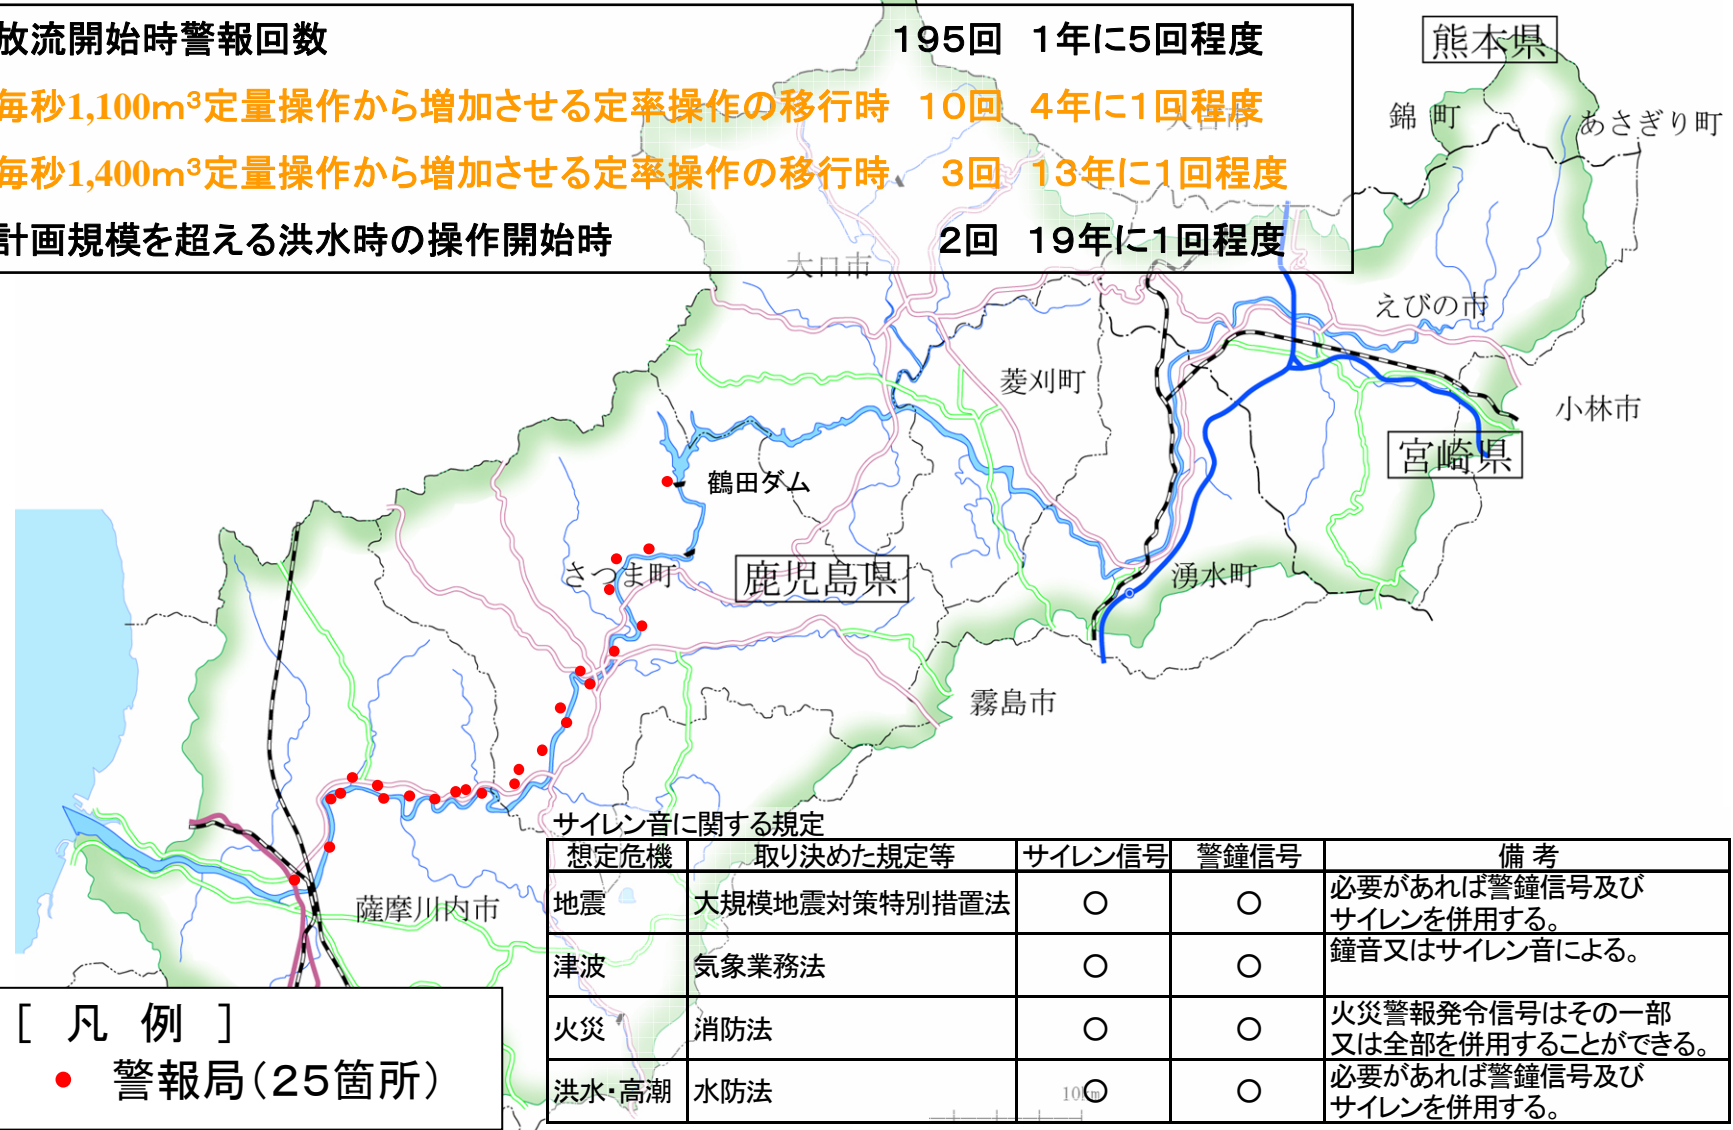 放流開始時警報回数 195回 1年に5回程度
毎秒1,100m³定量操作から増加させる定率操作の移行時 10回 4年に1回程度
毎秒1,400m³定量操作から増加させる定率操作の移行時 3回 13年に1回程度
計画規模を超える洪水時の操作開始時 2回 19年に1回程度
熊本県
錦町
あさぎり町
人吉市
大口市
えびの市
菱刈町
小林市
宮崎県
鶴田ダム
さつま町
鹿児島県
湧水町
霧島市
薩摩川内市
サイレン音に関する規定
想定危機 取り決めた規定等 サイレン信号 警鐘信号 備考
地震 大規模地震対策特別措置法 ○ ○ 必要があれば警鐘信号及び
サイレンを併用する。
津波 気象業務法 ○ ○ 鐘音又はサイレン音による。
火災 消防法 ○ ○ 火災警報発令信号はその一部
又は全部を併用することができる。
洪水・高潮 水防法 ○ ○ 必要があれば警鐘信号及び
サイレンを併用する。
10km
[凡例]
● 警報局(25箇所)